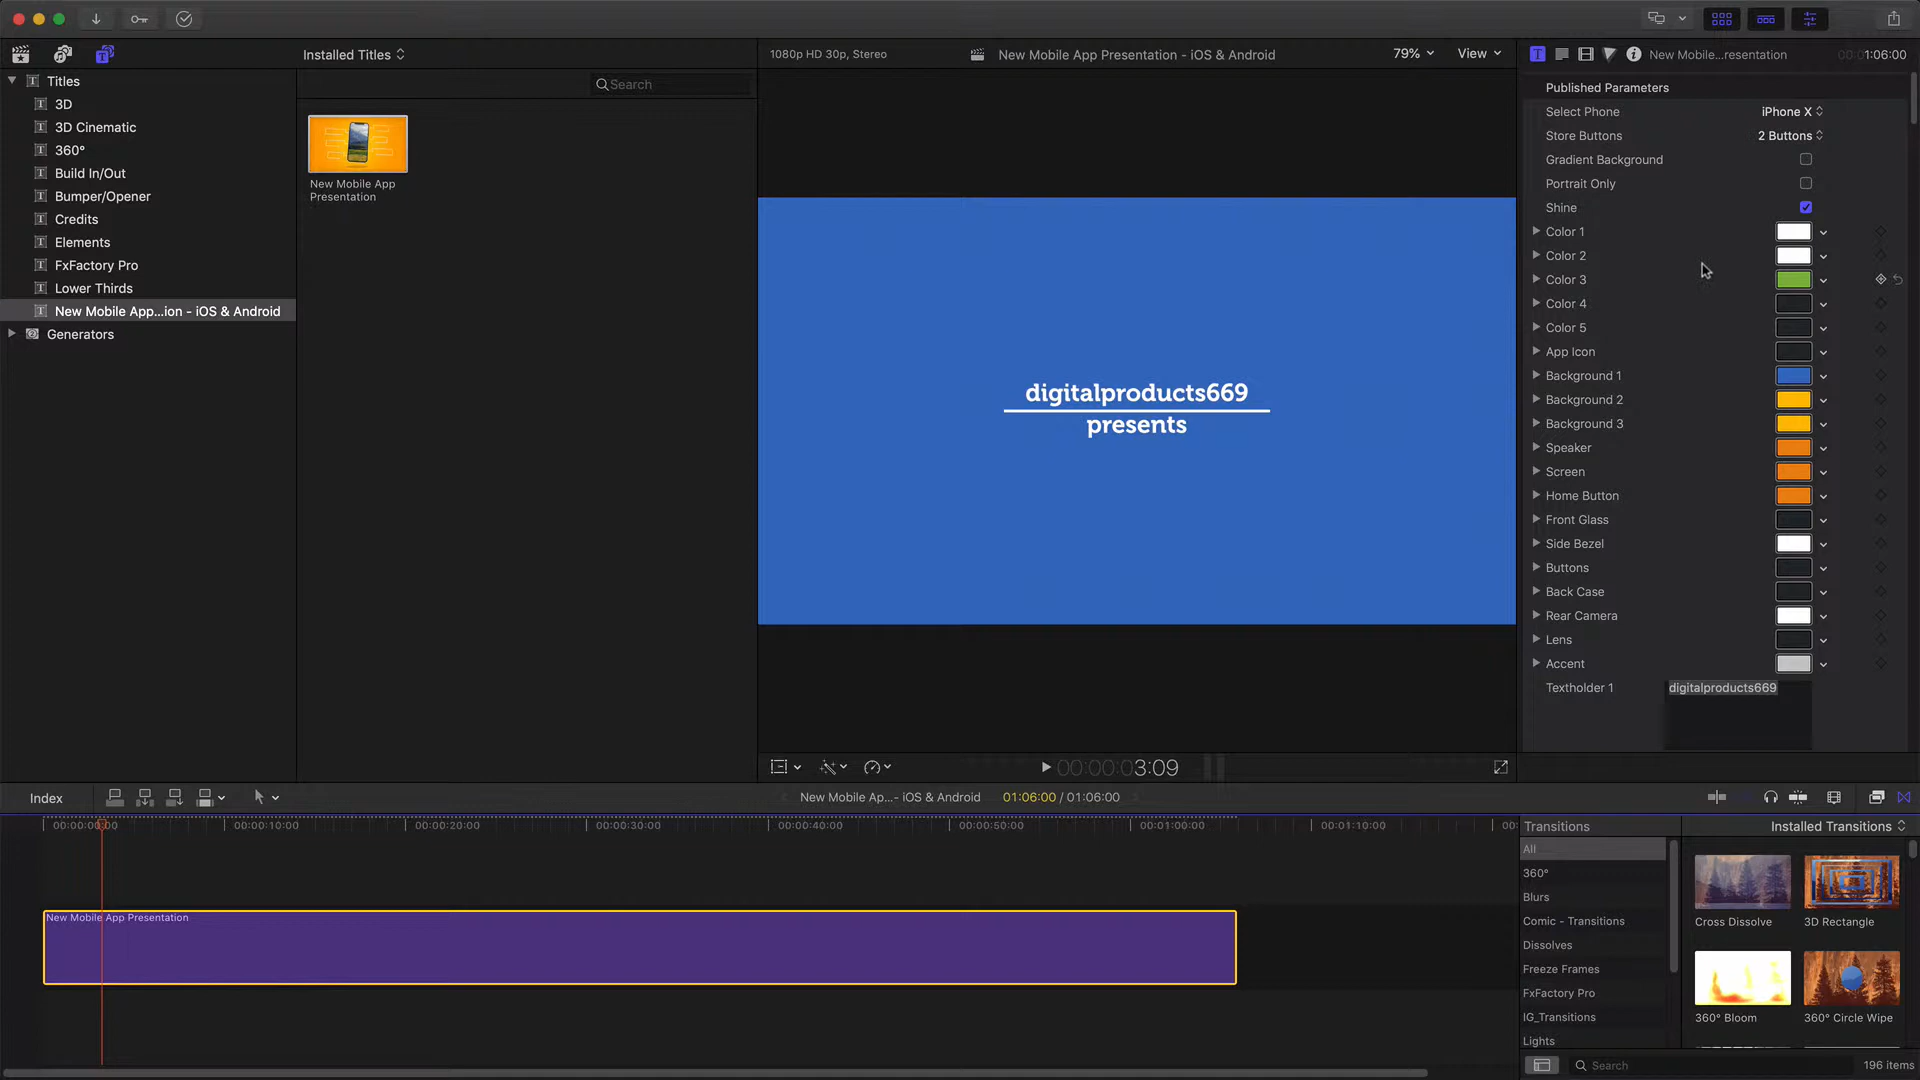 Installed Titles
1080p HD 30p, Stereo
New Mobile App Presentation - iOS & Android
79%
View
New Mobile...resentation
00:00:01:06:00
Titles
3D
3D Cinematic
360°
Build In/Out
Bumper/Opener
Credits
Elements
FxFactory Pro
Lower Thirds
New Mobile App...ion - iOS & Android
Generators
Search
New Mobile App
Presentation
digitalproducts669
presents
Published Parameters
Select Phone iPhone X
Store Buttons 2 Buttons
Gradient Background
Portrait Only
Shine
Color 1
Color 2
Color 3
Color 4
Color 5
App Icon
Background 1
Background 2
Background 3
Speaker
Screen
Home Button
Front Glass
Side Bezel
Buttons
Back Case
Rear Camera
Lens
Accent
Textholder 1 digitalproducts669
00:00:03:09
Index
New Mobile Ap...- iOS & Android
01:06:00 / 01:06:00
00:00:00:00
00:00:10:00
00:00:20:00
00:00:30:00
00:00:40:00
00:00:50:00
00:01:00:00
00:01:10:00
New Mobile App Presentation
Transitions
Installed Transitions
All
360°
Blurs
Comic - Transitions
Dissolves
Freeze Frames
FxFactory Pro
IG_Transitions
Lights
Cross Dissolve
3D Rectangle
360° Bloom
360° Circle Wipe
Search
196 items